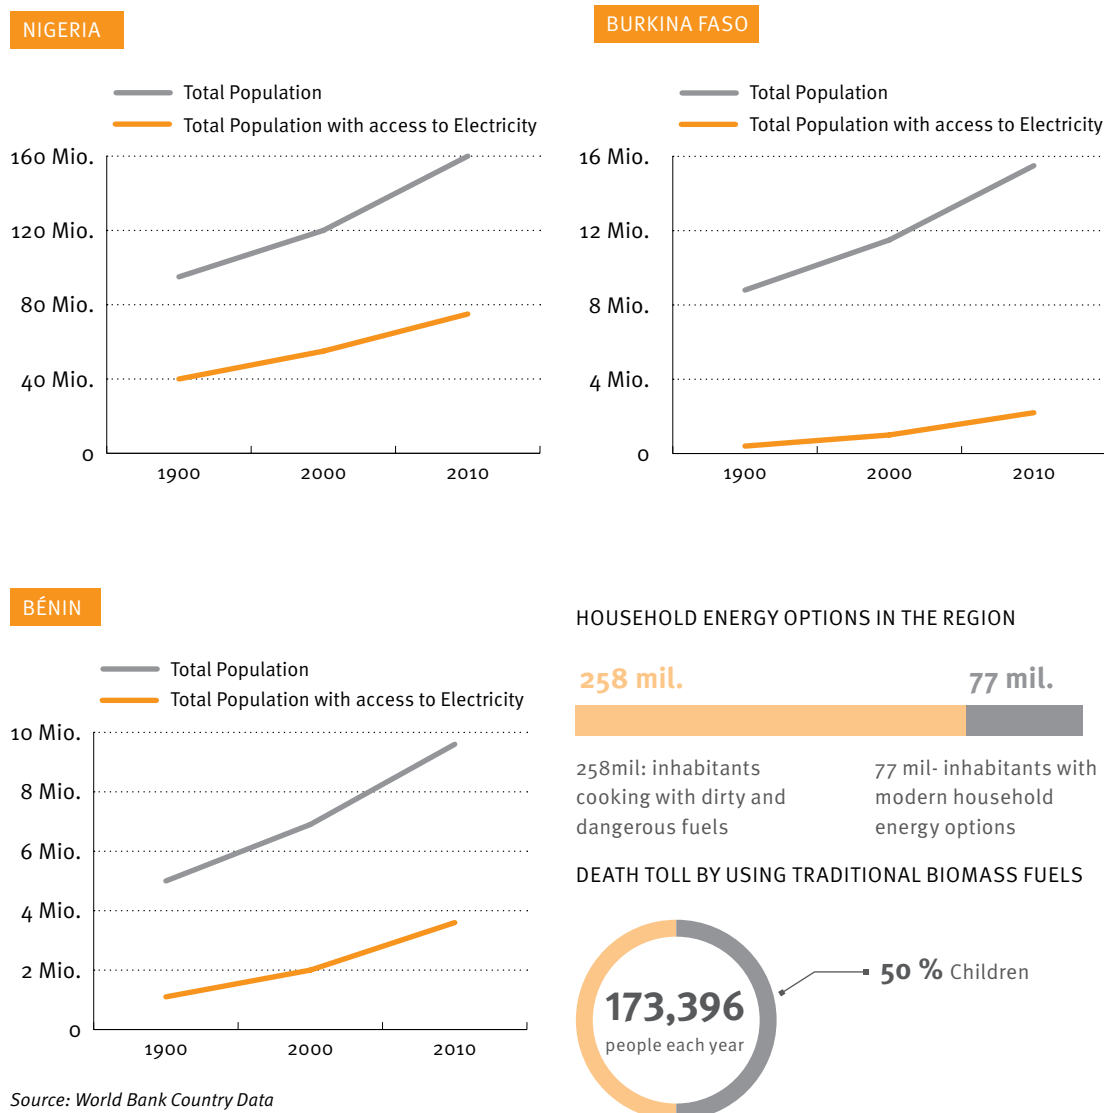 NIGERIA
Total Population
Total Population with access to Electricity
160 Mio.
120 Mio.
80 Mio.
40 Mio.
0
1900
2000
2010
BURKINA FASO
Total Population
Total Population with access to Electricity
16 Mio.
12 Mio.
8 Mio.
4 Mio.
0
1900
2000
2010
BÉNIN
Total Population
Total Population with access to Electricity
10 Mio.
8 Mio.
6 Mio.
4 Mio.
2 Mio.
0
1900
2000
2010
Source: World Bank Country Data
HOUSEHOLD ENERGY OPTIONS IN THE REGION
258 mil.
77 mil.
258mil: inhabitants
cooking with dirty and
dangerous fuels
77 mil- inhabitants with
modern household
energy options
DEATH TOLL BY USING TRADITIONAL BIOMASS FUELS
173,396
people each year
50 % Children